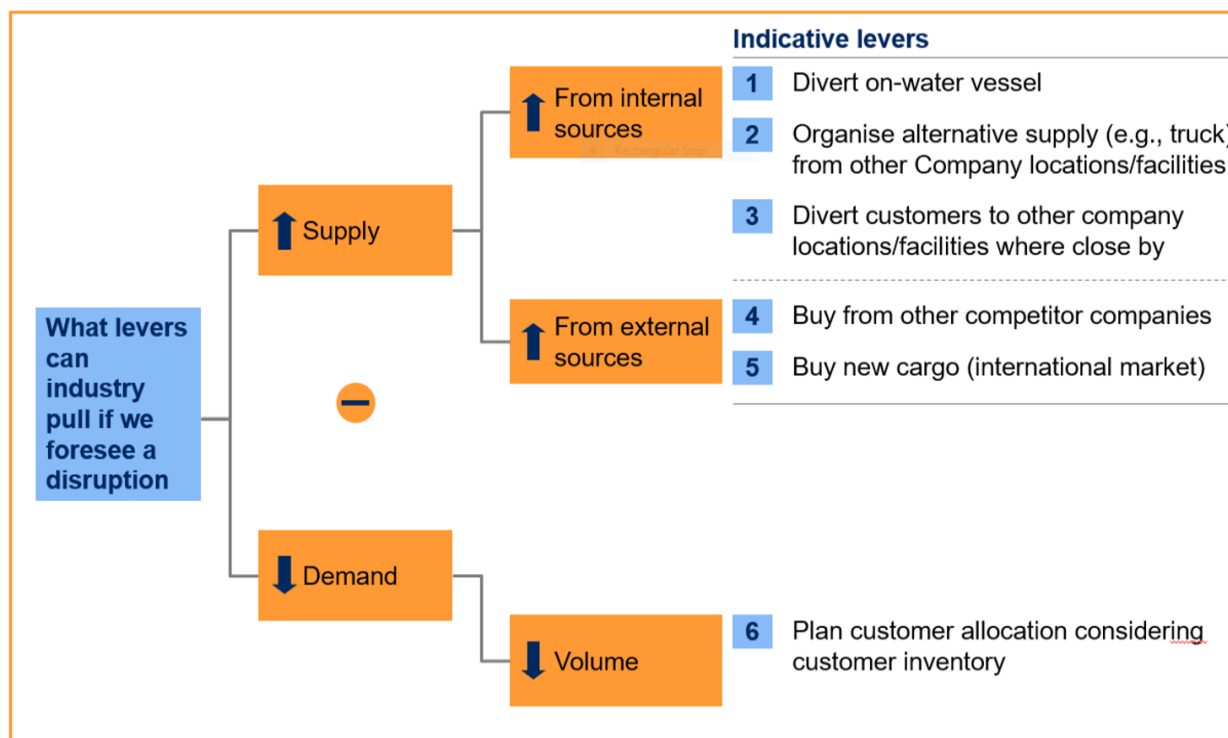 Indicative levers
What levers
can
industry
pull if we
foresee a
disruption
Supply
From internal
sources
Rectangular Snip
1 Divert on-water vessel
2 Organise alternative supply (e.g., truck)
from other Company locations/facilities
3 Divert customers to other company
locations/facilities where close by
From external
sources
4 Buy from other competitor companies
5 Buy new cargo (international market)
Demand
Volume
6 Plan customer allocation considering
customer inventory